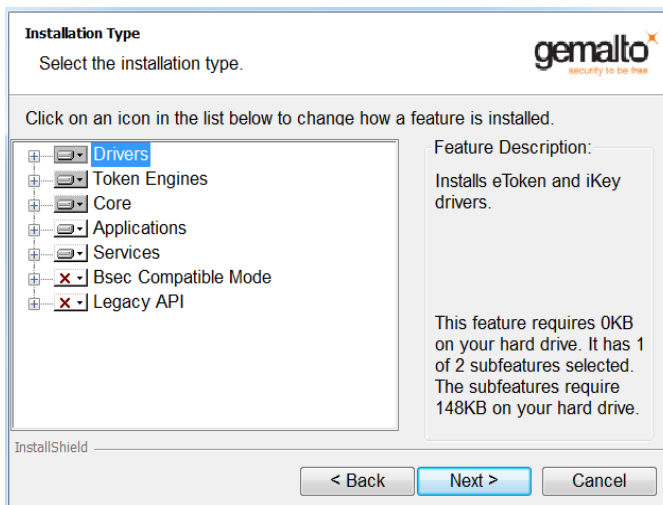 Installation Type
Select the installation type.
gemalto
security to be free
Click on an icon in the list below to change how a feature is installed.
Drivers
Token Engines
Core
Applications
Services
Bsec Compatible Mode
Legacy API
Feature Description:
Installs eToken and iKey
drivers.
This feature requires 0KB
on your hard drive. It has 1
of 2 subfeatures selected.
The subfeatures require
148KB on your hard drive.
InstallShield
< Back
Next >
Cancel